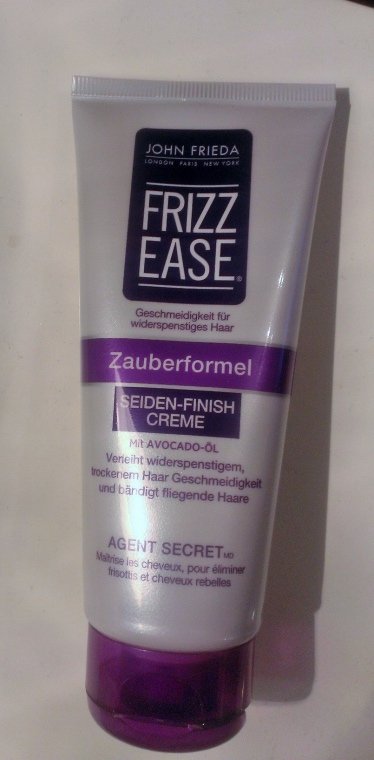 JOHN FRIEDA
LONDON PARIS NEW YORK
FRIZZ
EASE®
Geschmeidigkeit für
widerspenstiges Haar
Zauberformel
SEIDEN-FINISH
CREME
Mit AVOCADO-ÖL
Verleiht widerspenstigem,
trockenem Haar Geschmeidigkeit
und bändigt fliegende Haare
AGENT SECRET MD
Maîtrise les cheveux, pour éliminer
frisottis et cheveux rebelles